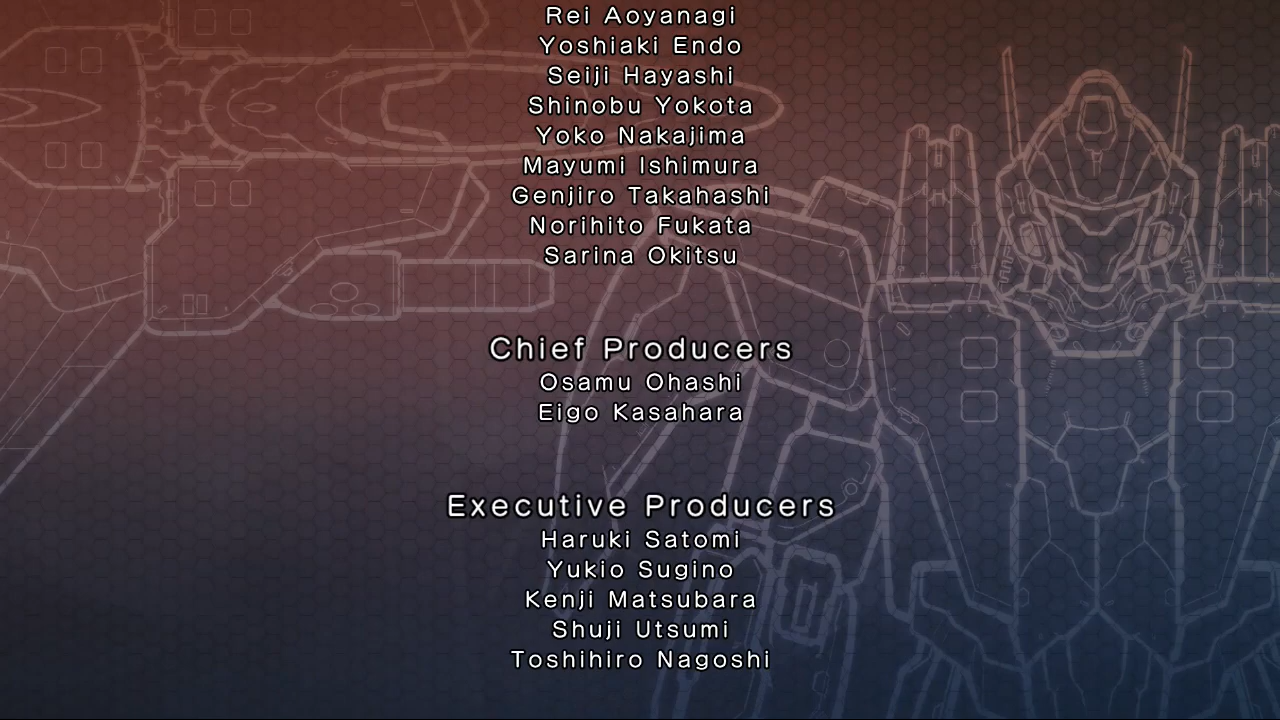 Rei Aoyanagi
Yoshiaki Endo
Seiji Hayashi
Shinobu Yokota
Yoko Nakajima
Mayumi Ishimura
Genjiro Takahashi
Norihito Fukata
Sarina Okitsu
Chief Producers
Osamu Ohashi
Eigo Kasahara
Executive Producers
Haruki Satomi
Yukio Sugino
Kenji Matsubara
Shuji Utsumi
Toshihiro Nagoshi